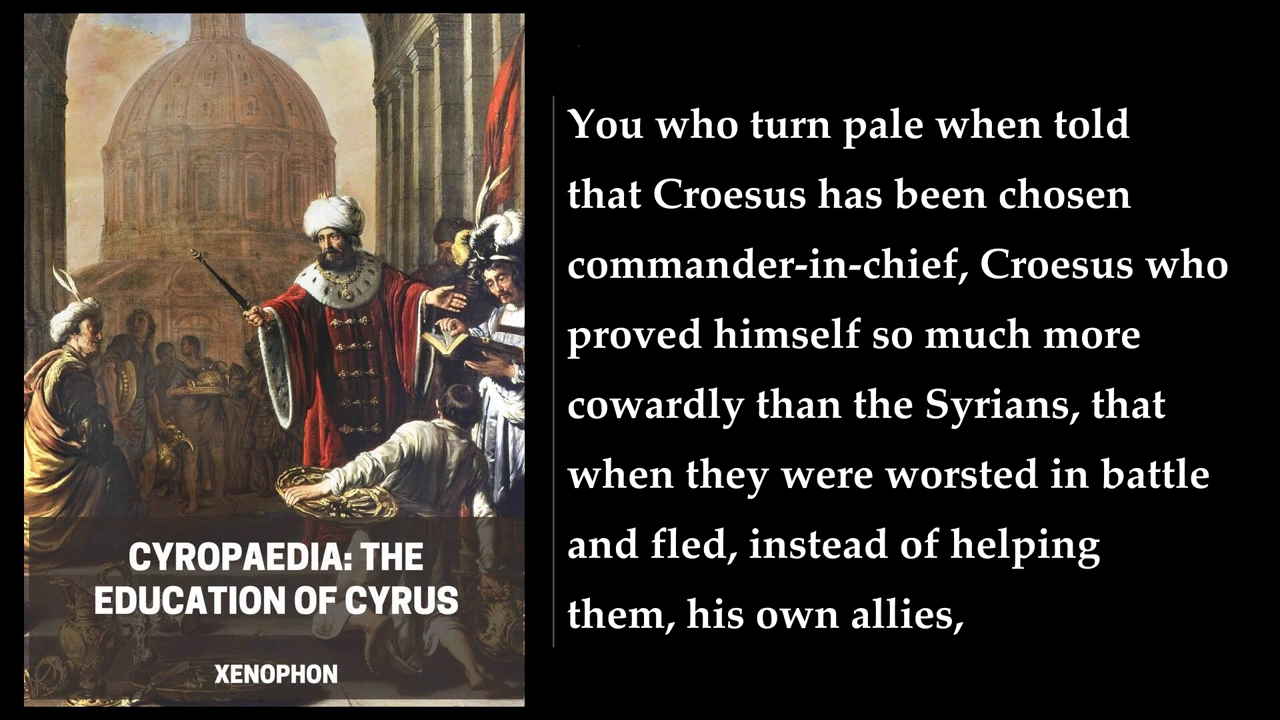 CYROPAEDIA: THE
EDUCATION OF CYRUS
XENOPHON
You who turn pale when told
that Croesus has been chosen
commander-in-chief, Croesus who
proved himself so much more
cowardly than the Syrians, that
when they were worsted in battle
and fled, instead of helping
them, his own allies,